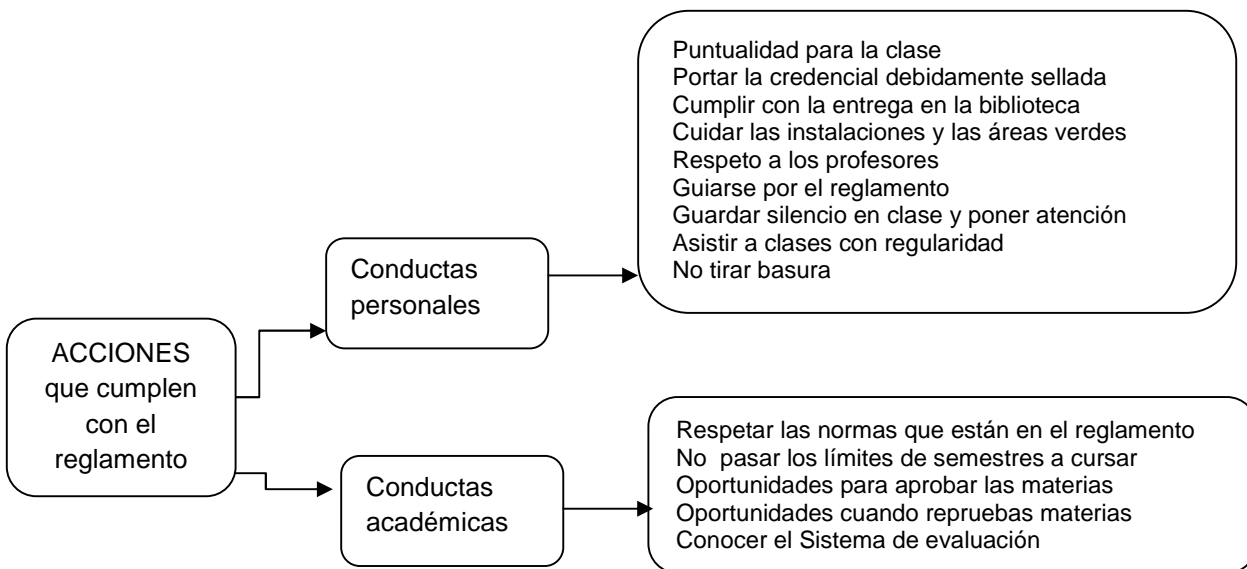 Puntualidad para la clase
Portar la credencial debidamente sellada
Cumplir con la entrega en la biblioteca
Cuidar las instalaciones y las áreas verdes
Respeto a los profesores
Guiarse por el reglamento
Guardar silencio en clase y poner atención
Asistir a clases con regularidad
No tirar basura
Conductas
personales
ACCIONES
que cumplen
con el
reglamento
Conductas
académicas
Respetar las normas que están en el reglamento
No  pasar los límites de semestres a cursar
Oportunidades para aprobar las materias
Oportunidades cuando repruebas materias
Conocer el Sistema de evaluación